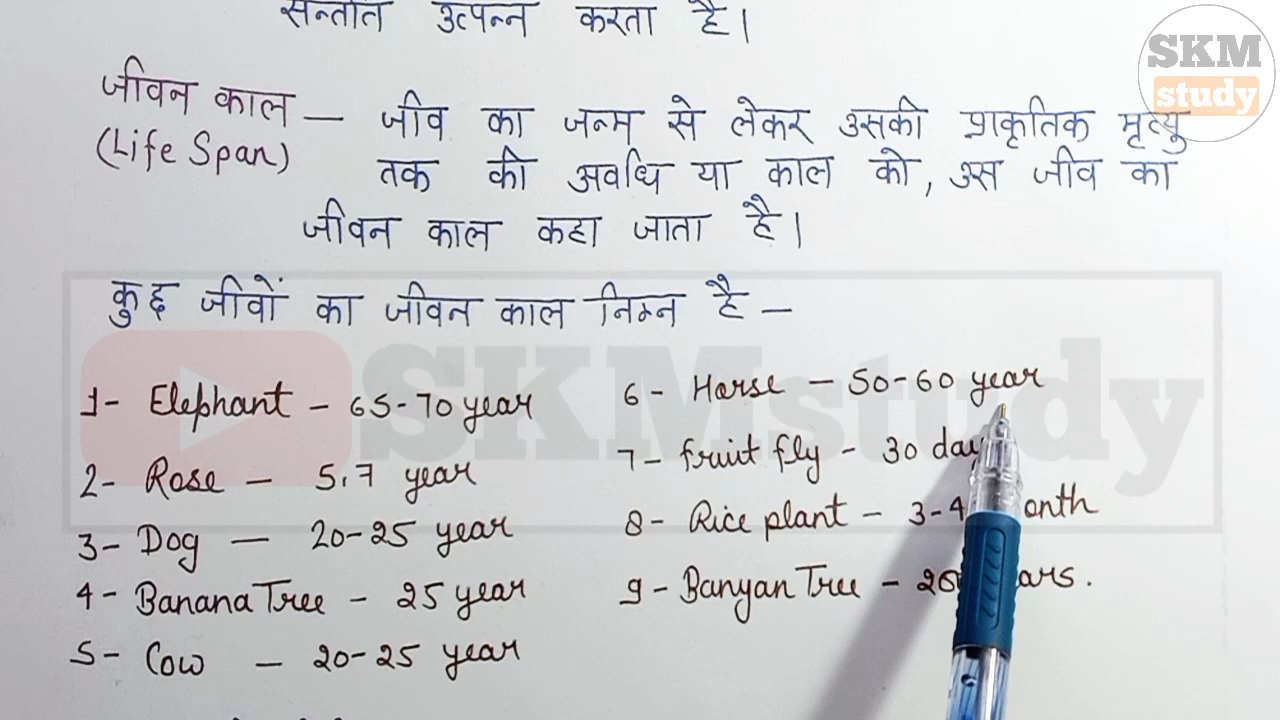 सन्तति उत्पन्न करता है।
SKM
study
जीवन काल — जीव का जन्म से लेकर उसकी प्राकृतिक मृत्यु
(Life Span) तक की अवधि या काल को, उस जीव का
जीवन काल कहा जाता है।
कुछ जीवों का जीवन काल निम्न है —
SKMstudy
1- Elephant - 65-70 year
2- Rose - 5.7 year
3- Dog - 20-25 year
4- Banana Tree - 25 year
5- Cow - 20-25 year
6- Horse - 50-60 year
7- fruit fly - 30 day
8- Rice plant - 3-4 onth
9- Banyan Tree - ars.